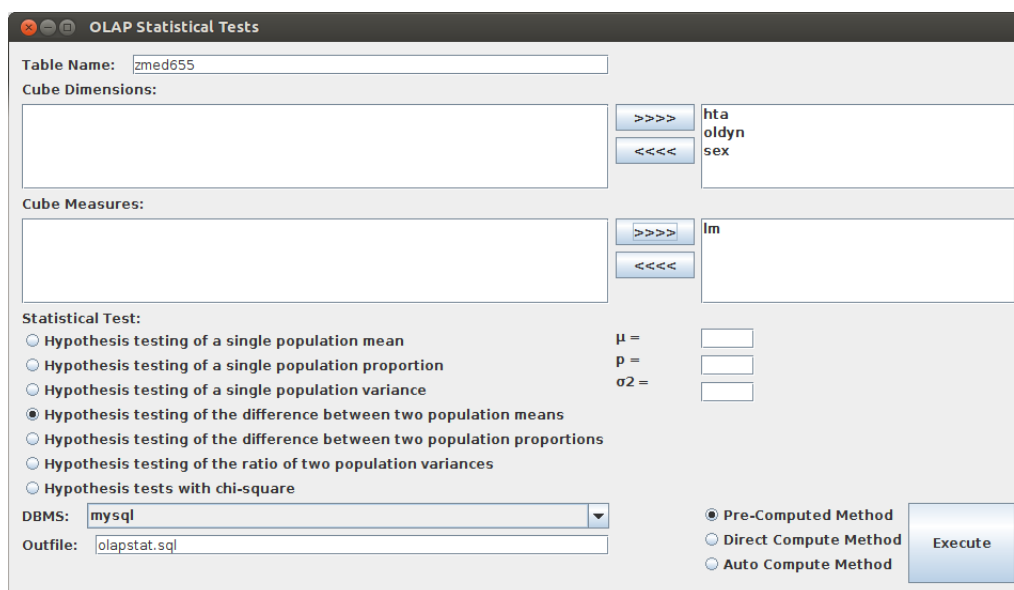 OLAP Statistical Tests
Table Name: zmed655
Cube Dimensions:
>>>> 
<<<<
hta
oldyn
sex
Cube Measures:
>>>>
<<<<
lm
Statistical Test:
Hypothesis testing of a single population mean
Hypothesis testing of a single population proportion
Hypothesis testing of a single population variance
Hypothesis testing of the difference between two population means
Hypothesis testing of the difference between two population proportions
Hypothesis testing of the ratio of two population variances
Hypothesis tests with chi-square
μ =
p =
σ2 =
DBMS: mysql
Outfile: olapstat.sql
Pre-Computed Method
Direct Compute Method
Auto Compute Method
Execute